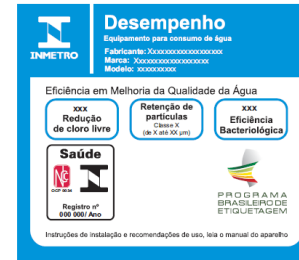 INMETRO
Desempenho
Equipamento para consumo de água
Fabricante: Xxxxxxxxxxxxxxxxxx
Marca: Xxxxxxxxxxxxxxxxxx
Modelo: xxxxxxxxxx
Eficiência em Melhoria da Qualidade da Água
xxx
Redução
de cloro livre
Retenção de
partículas
Classe X
(de X até XX µm)
xxx
Eficiência
Bacteriológica
Saúde
OCP 0004
Registro nº
000 000/ Ano
PROGRAMA
BRASILEIRO DE
ETIQUETAGEM
Instruções de instalação e recomendações de uso, leia o manual do aparelho